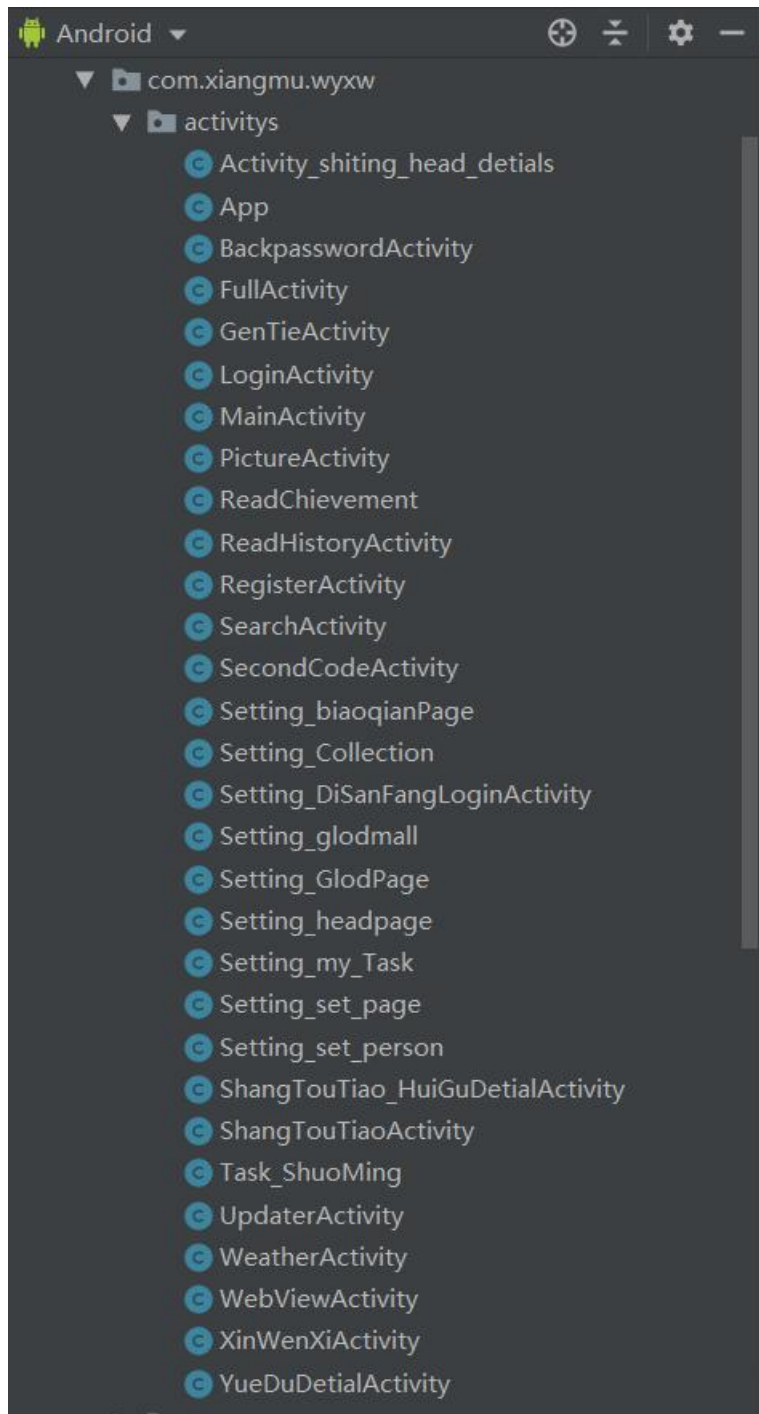 Android
com.xiangmu.wyxw
activitys
Activity_shiting_head_detials
App
BackpasswordActivity
FullActivity
GenTieActivity
LoginActivity
MainActivity
PictureActivity
ReadChievement
ReadHistoryActivity
RegisterActivity
SearchActivity
SecondCodeActivity
Setting_biaoqianPage
Setting_Collection
Setting_DiSanFangLoginActivity
Setting_glodmall
Setting_GlodPage
Setting_headpage
Setting_my_Task
Setting_set_page
Setting_set_person
ShangTouTiao_HuiGuDetialActivity
ShangTouTiaoActivity
Task_ShuoMing
UpdaterActivity
WeatherActivity
WebViewActivity
XinWenXiActivity
YueDuDetialActivity